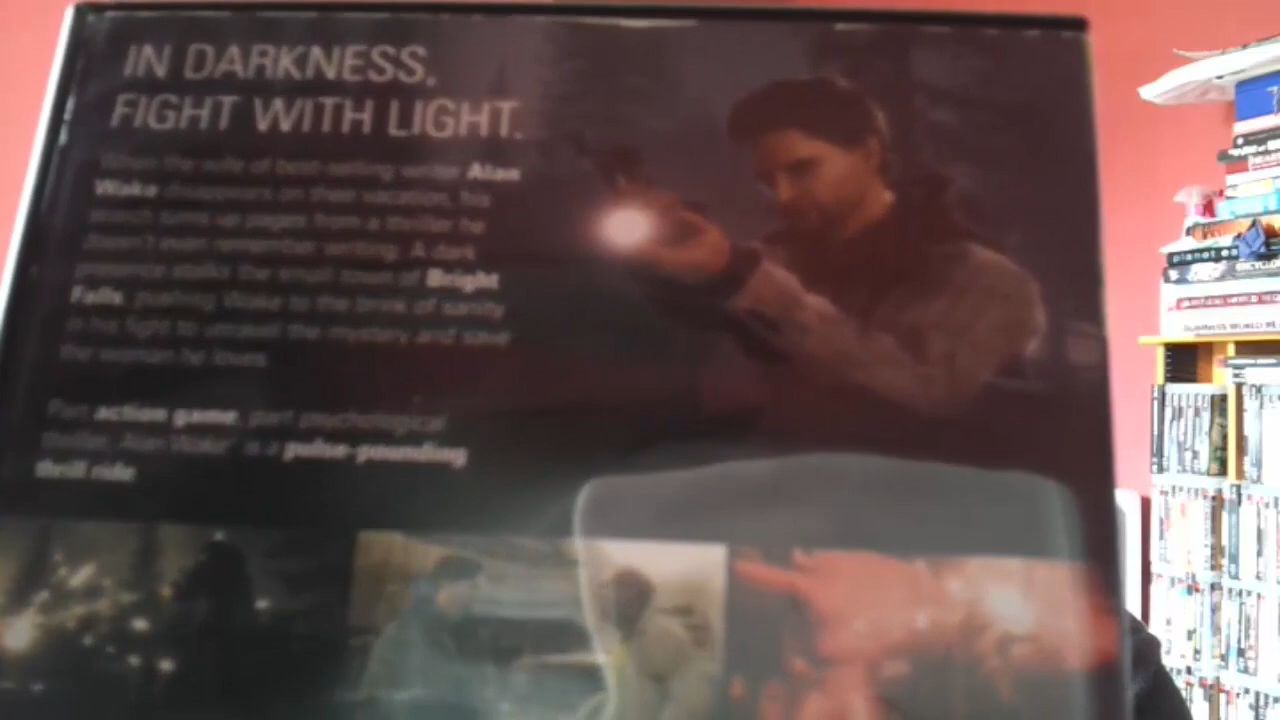 IN DARKNESS,
FIGHT WITH LIGHT.
When the wife of best-selling writer Alan
Wake disappears on their vacation, his
search turns up pages from a thriller he
doesn't even remember writing. A dark
presence stalks the small town of Bright
Falls, pushing Wake to the brink of sanity
in his fight to unravel the mystery and save
the woman he loves.
Part action game, part psychological
thriller, Alan Wake is a pulse-pounding
thrill ride.
planet